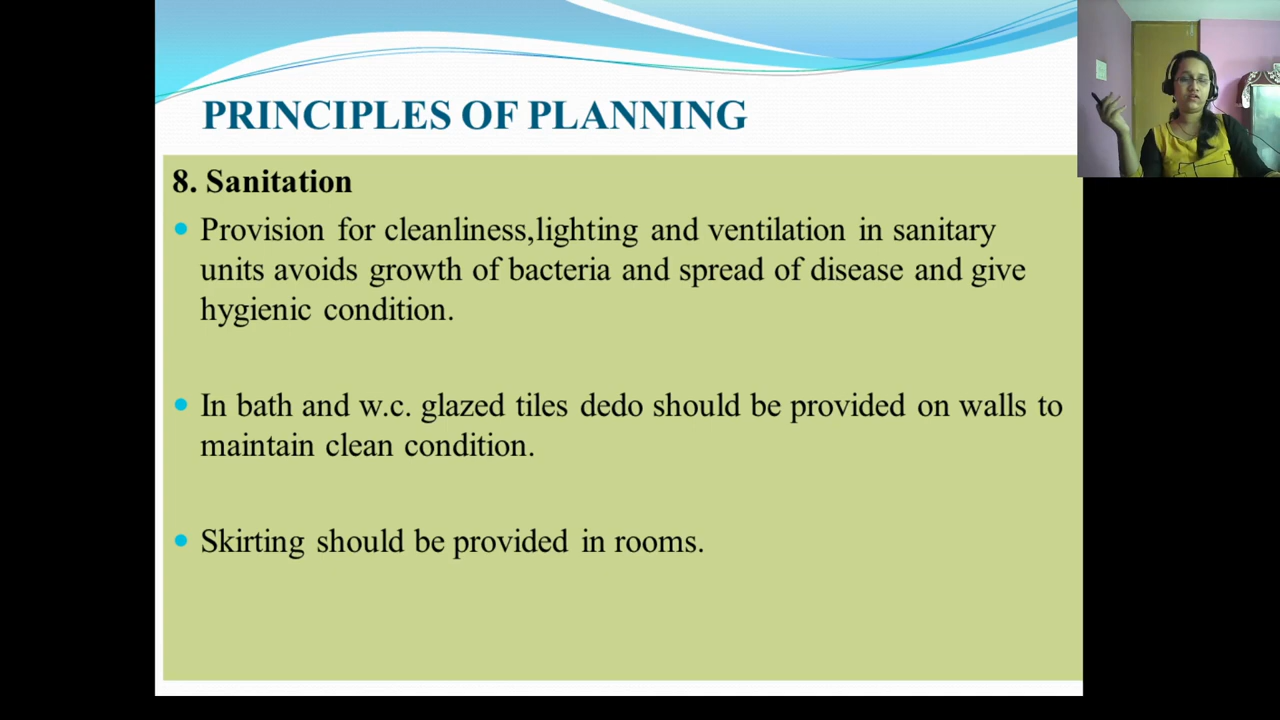 PRINCIPLES OF PLANNING
8. Sanitation
• Provision for cleanliness,lighting and ventilation in sanitary
units avoids growth of bacteria and spread of disease and give
hygienic condition.
• In bath and w.c. glazed tiles dedo should be provided on walls to
maintain clean condition.
• Skirting should be provided in rooms.